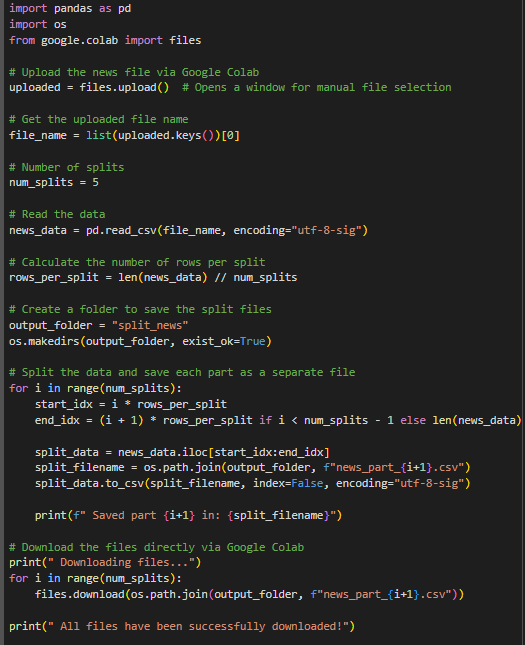 import pandas as pd
import os
from google.colab import files
# Upload the news file via Google Colab
uploaded = files.upload()  # Opens a window for manual file selection
# Get the uploaded file name
file_name = list(uploaded.keys())[0]
# Number of splits
num_splits = 5
# Read the data
news_data = pd.read_csv(file_name, encoding="utf-8-sig")
# Calculate the number of rows per split
rows_per_split = len(news_data) // num_splits
# Create a folder to save the split files
output_folder = "split_news"
os.makedirs(output_folder, exist_ok=True)
# Split the data and save each part as a separate file
for i in range(num_splits):
    start_idx = i * rows_per_split
    end_idx = (i + 1) * rows_per_split if i < num_splits - 1 else len(news_data)
    split_data = news_data.iloc[start_idx:end_idx]
    split_filename = os.path.join(output_folder, f"news_part_{i+1}.csv")
    split_data.to_csv(split_filename, index=False, encoding="utf-8-sig")
    print(f" Saved part {i+1} in: {split_filename}")
# Download the files directly via Google Colab
print(" Downloading files...")
for i in range(num_splits):
    files.download(os.path.join(output_folder, f"news_part_{i+1}.csv"))
print(" All files have been successfully downloaded!")